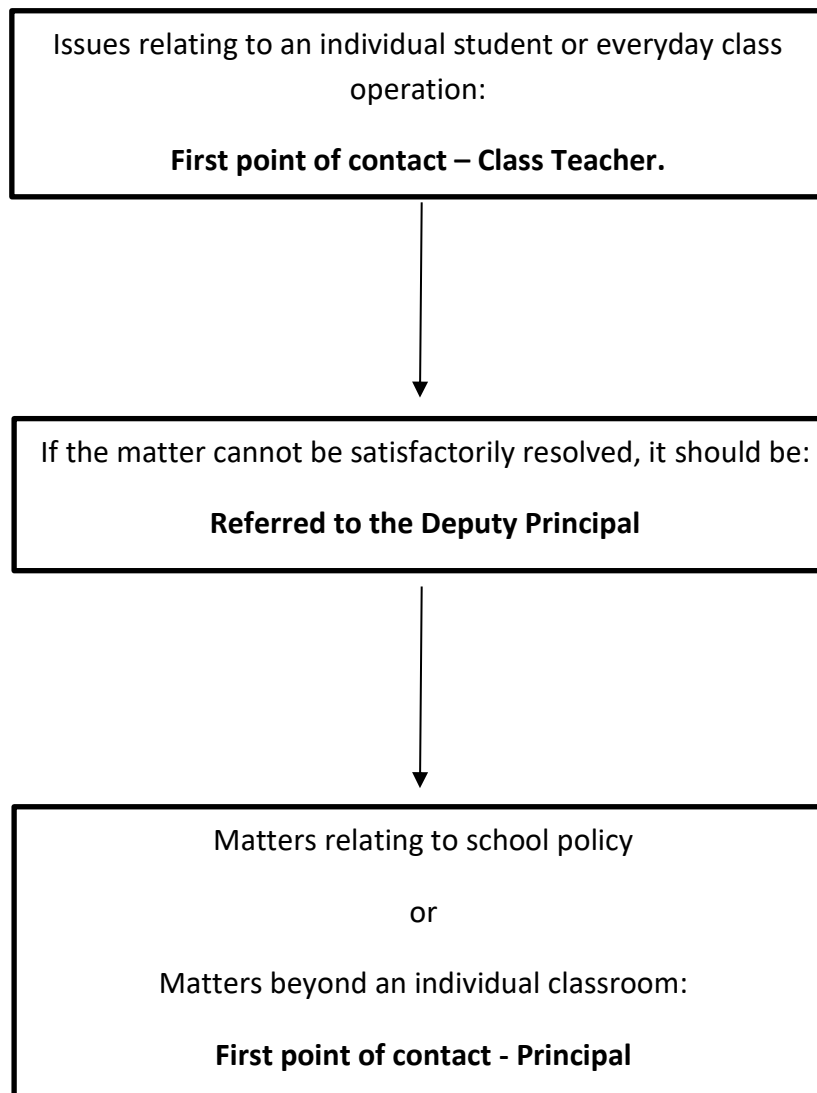 Issues relating to an individual student or everyday class
operation:
First point of contact – Class Teacher.
If the matter cannot be satisfactorily resolved, it should be:
Referred to the Deputy Principal
Matters relating to school policy
or
Matters beyond an individual classroom:
First point of contact - Principal